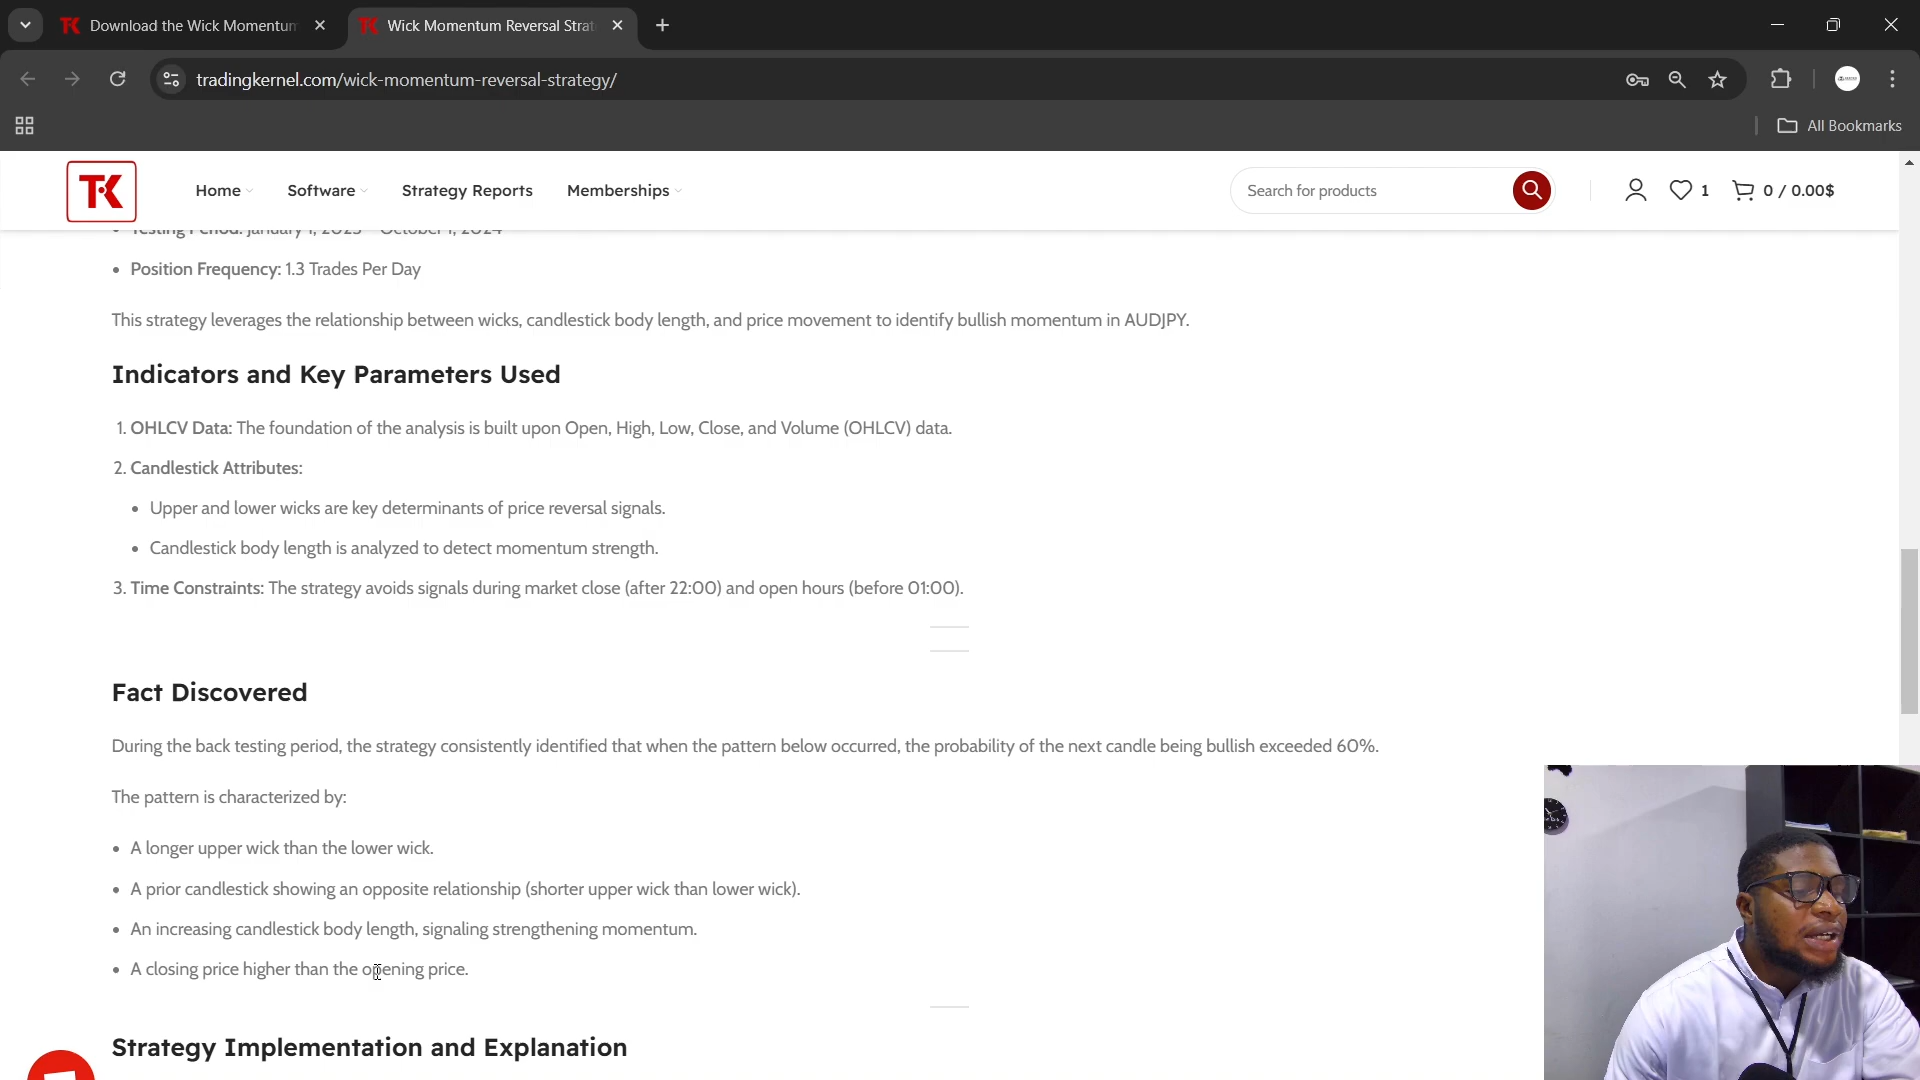 Download the Wick Momentum
Wick Momentum Reversal Strat
tradingkernel.com/wick-momentum-reversal-strategy/
All Bookmarks
TK
Home
Software
Strategy Reports
Memberships
Search for products
1
0 / 0.00$
Testing Period: January 1, 2023 – October 1, 2024
Position Frequency: 1.3 Trades Per Day
This strategy leverages the relationship between wicks, candlestick body length, and price movement to identify bullish momentum in AUDJPY.
Indicators and Key Parameters Used
1. OHLCV Data: The foundation of the analysis is built upon Open, High, Low, Close, and Volume (OHLCV) data.
2. Candlestick Attributes:
• Upper and lower wicks are key determinants of price reversal signals.
• Candlestick body length is analyzed to detect momentum strength.
3. Time Constraints: The strategy avoids signals during market close (after 22:00) and open hours (before 01:00).
Fact Discovered
During the back testing period, the strategy consistently identified that when the pattern below occurred, the probability of the next candle being bullish exceeded 60%.
The pattern is characterized by:
• A longer upper wick than the lower wick.
• A prior candlestick showing an opposite relationship (shorter upper wick than lower wick).
• An increasing candlestick body length, signaling strengthening momentum.
• A closing price higher than the opening price.
Strategy Implementation and Explanation